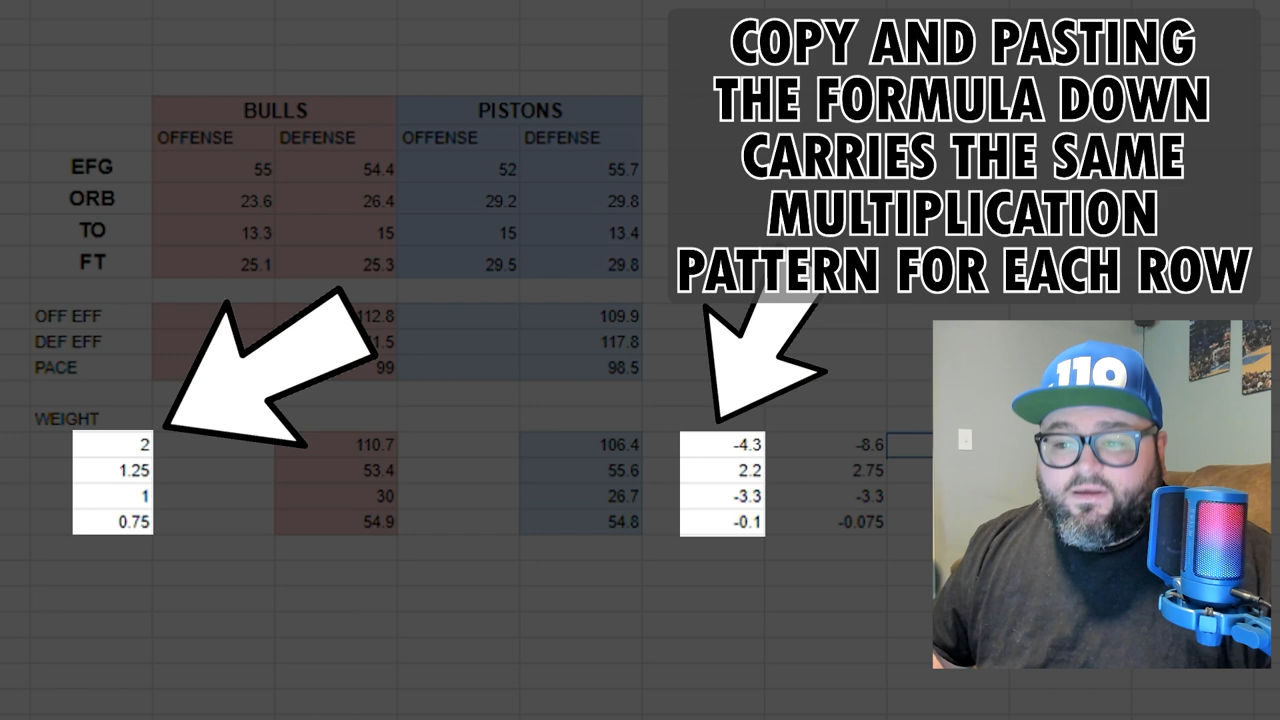 COPY AND PASTING
THE FORMULA DOWN
CARRIES THE SAME
MULTIPLICATION
PATTERN FOR EACH ROW
BULLS PISTONS
OFFENSE DEFENSE OFFENSE DEFENSE
EFG 55 54.4 52 55.7
ORB 23.6 26.4 29.2 29.8
TO 13.3 15 15 13.4
FT 25.1 25.3 29.5 29.8
OFF EFF 112.8 109.9
DEF EFF 1.5 117.8
PACE 99 98.5
WEIGHT
2 110.7 106.4 -4.3 -8.6
1.25 53.4 55.6 2.2 2.75
1 30 26.7 -3.3 -3.3
0.75 54.9 54.8 -0.1 -0.075
.110